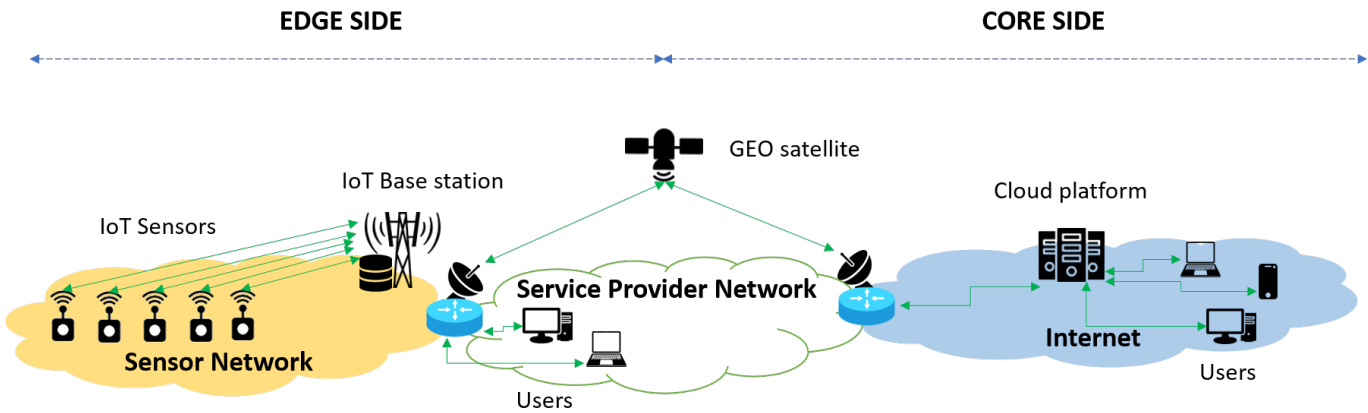 EDGE SIDE
CORE SIDE
GEO satellite
IoT Base station
Cloud platform
IoT Sensors
Service Provider Network
Internet
Sensor Network
Users
Users